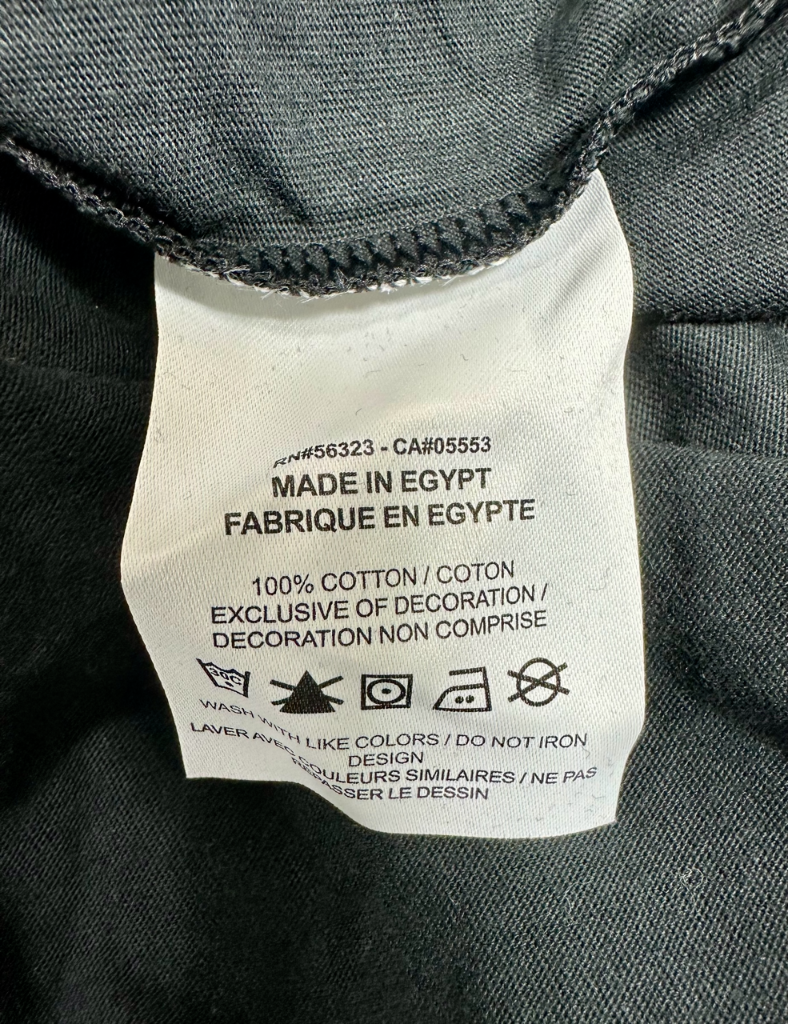 RN#56323 - CA#05553
MADE IN EGYPT
FABRIQUE EN EGYPTE
100% COTTON / COTON
EXCLUSIVE OF DECORATION /
DECORATION NON COMPRISE
30C
WASH WITH LIKE COLORS / DO NOT IRON
DESIGN
LAVER AVEC COULEURS SIMILAIRES / NE PAS
REPASSER LE DESSIN